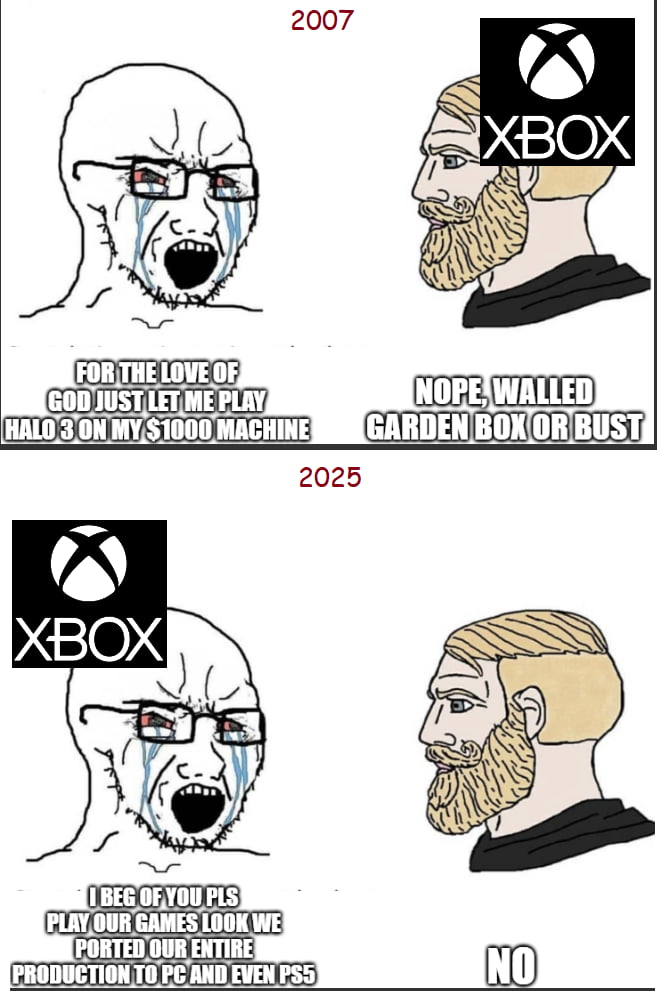 2007
XBOX
FOR THE LOVE OF
GOD JUST LET ME PLAY
HALO 3 ON MY $1000 MACHINE
NOPE, WALLED
GARDEN BOX OR BUST
2025
XBOX
I BEG OF YOU PLS
PLAY OUR GAMES LOOK WE
PORTED OUR ENTIRE
PRODUCTION TO PC AND EVEN PS5
NO